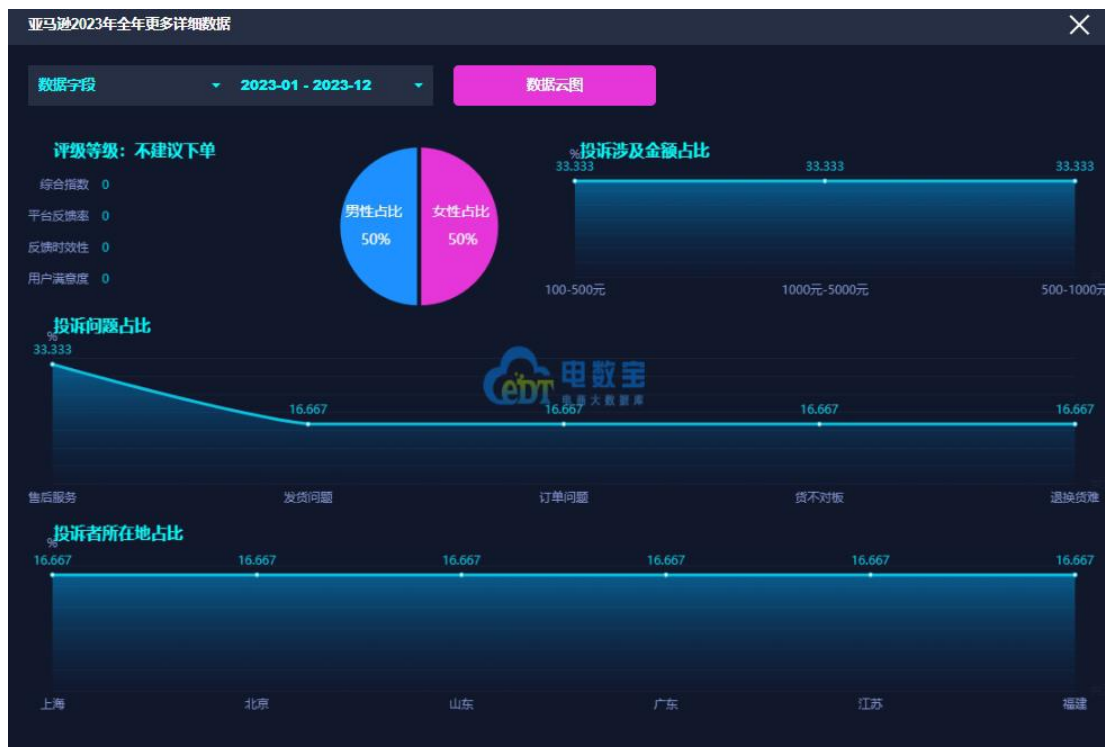 亚马逊2023年全年更多详细数据
数据字段 2023-01 - 2023-12 数据云图
评级等级：不建议下单
综合指数 0
平台反馈率 0
反馈时效性 0
用户满意度 0
男性占比 50%
女性占比 50%
投诉涉及金额占比
%
33.333 33.333 33.333
100-500元 1000元-5000元 500-1000元
投诉问题占比
%
33.333 16.667 16.667 16.667 16.667
售后服务 发货问题 订单问题 货不对板 退换货难
eDT 电数宝
电商大数据库
投诉者所在地占比
%
16.667 16.667 16.667 16.667 16.667 16.667
上海 北京 山东 广东 江苏 福建